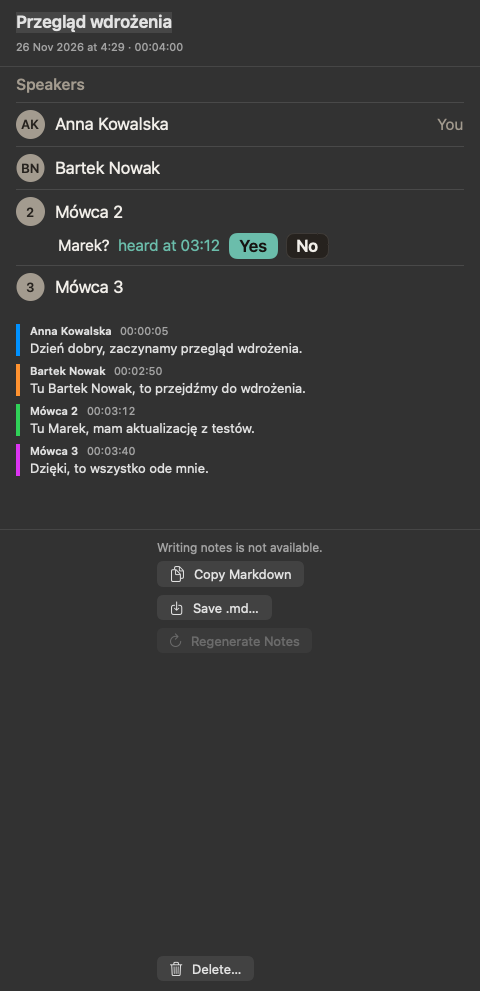 Przegląd wdrożenia
26 Nov 2026 at 4:29 · 00:04:00
Speakers
AK Anna Kowalska You
BN Bartek Nowak
2 Mówca 2
Marek? heard at 03:12 Yes No
3 Mówca 3
Anna Kowalska 00:00:05
Dzień dobry, zaczynamy przegląd wdrożenia.
Bartek Nowak 00:02:50
Tu Bartek Nowak, to przejdźmy do wdrożenia.
Mówca 2 00:03:12
Tu Marek, mam aktualizację z testów.
Mówca 3 00:03:40
Dzięki, to wszystko ode mnie.
Writing notes is not available.
Copy Markdown
Save .md...
Regenerate Notes
Delete...